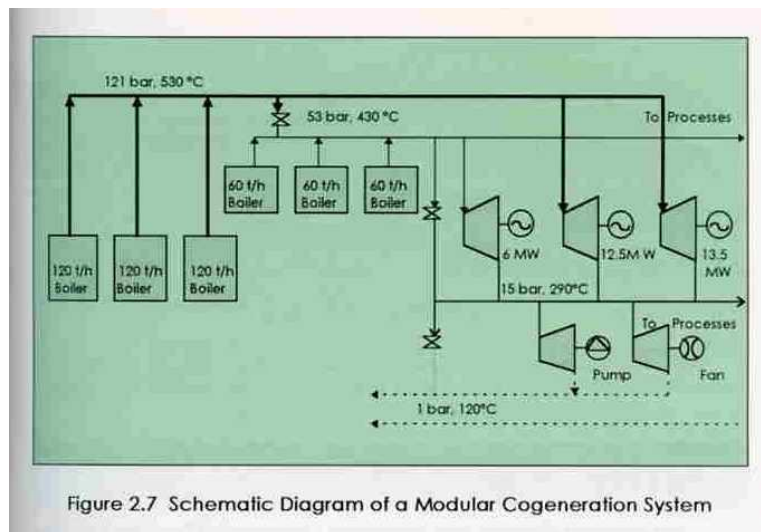 121 bar, 530 °C
53 bar, 430 °C
To Processes
60 t/h
Boiler
60 t/h
Boiler
60 t/h
Boiler
120 t/h
Boiler
120 t/h
Boiler
120 t/h
Boiler
6 MW
12.5M W
13.5
MW
15 bar, 290°C
To Processes
Pump
Fan
1 bar, 120°C
Figure 2.7 Schematic Diagram of a Modular Cogeneration System